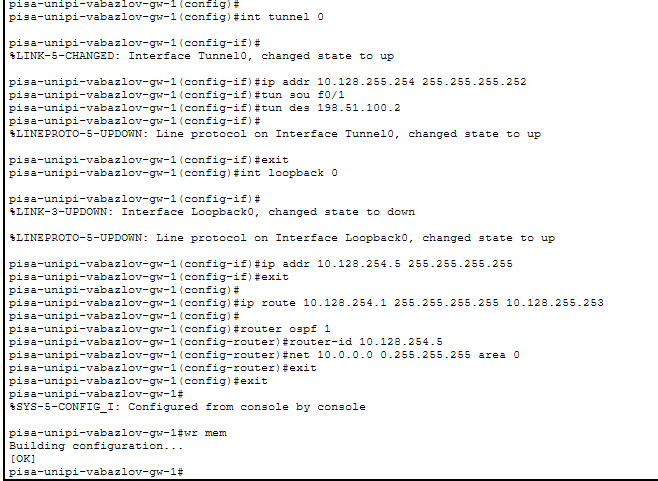 pisa-unipi-vabazlov-gw-1(config)#
pisa-unipi-vabazlov-gw-1(config)#int tunnel 0
pisa-unipi-vabazlov-gw-1(config-if)#
%LINK-5-CHANGED: Interface Tunnel0, changed state to up
pisa-unipi-vabazlov-gw-1(config-if)#ip addr 10.128.255.254 255.255.255.252
pisa-unipi-vabazlov-gw-1(config-if)#tun sou f0/1
pisa-unipi-vabazlov-gw-1(config-if)#tun des 198.51.100.2
pisa-unipi-vabazlov-gw-1(config-if)#
%LINEPROTO-5-UPDOWN: Line protocol on Interface Tunnel0, changed state to up
pisa-unipi-vabazlov-gw-1(config-if)#exit
pisa-unipi-vabazlov-gw-1(config)#int loopback 0
pisa-unipi-vabazlov-gw-1(config-if)#
%LINK-3-UPDOWN: Interface Loopback0, changed state to down
%LINEPROTO-5-UPDOWN: Line protocol on Interface Loopback0, changed state to up
pisa-unipi-vabazlov-gw-1(config-if)#ip addr 10.128.254.5 255.255.255.255
pisa-unipi-vabazlov-gw-1(config-if)#exit
pisa-unipi-vabazlov-gw-1(config)#
pisa-unipi-vabazlov-gw-1(config)#ip route 10.128.254.1 255.255.255.255 10.128.255.253
pisa-unipi-vabazlov-gw-1(config)#
pisa-unipi-vabazlov-gw-1(config)#router ospf 1
pisa-unipi-vabazlov-gw-1(config-router)#router-id 10.128.254.5
pisa-unipi-vabazlov-gw-1(config-router)#net 10.0.0.0 0.255.255.255 area 0
pisa-unipi-vabazlov-gw-1(config-router)#exit
pisa-unipi-vabazlov-gw-1(config)#exit
pisa-unipi-vabazlov-gw-1#
%SYS-5-CONFIG_I: Configured from console by console
pisa-unipi-vabazlov-gw-1#wr mem
Building configuration...
[OK]
pisa-unipi-vabazlov-gw-1#